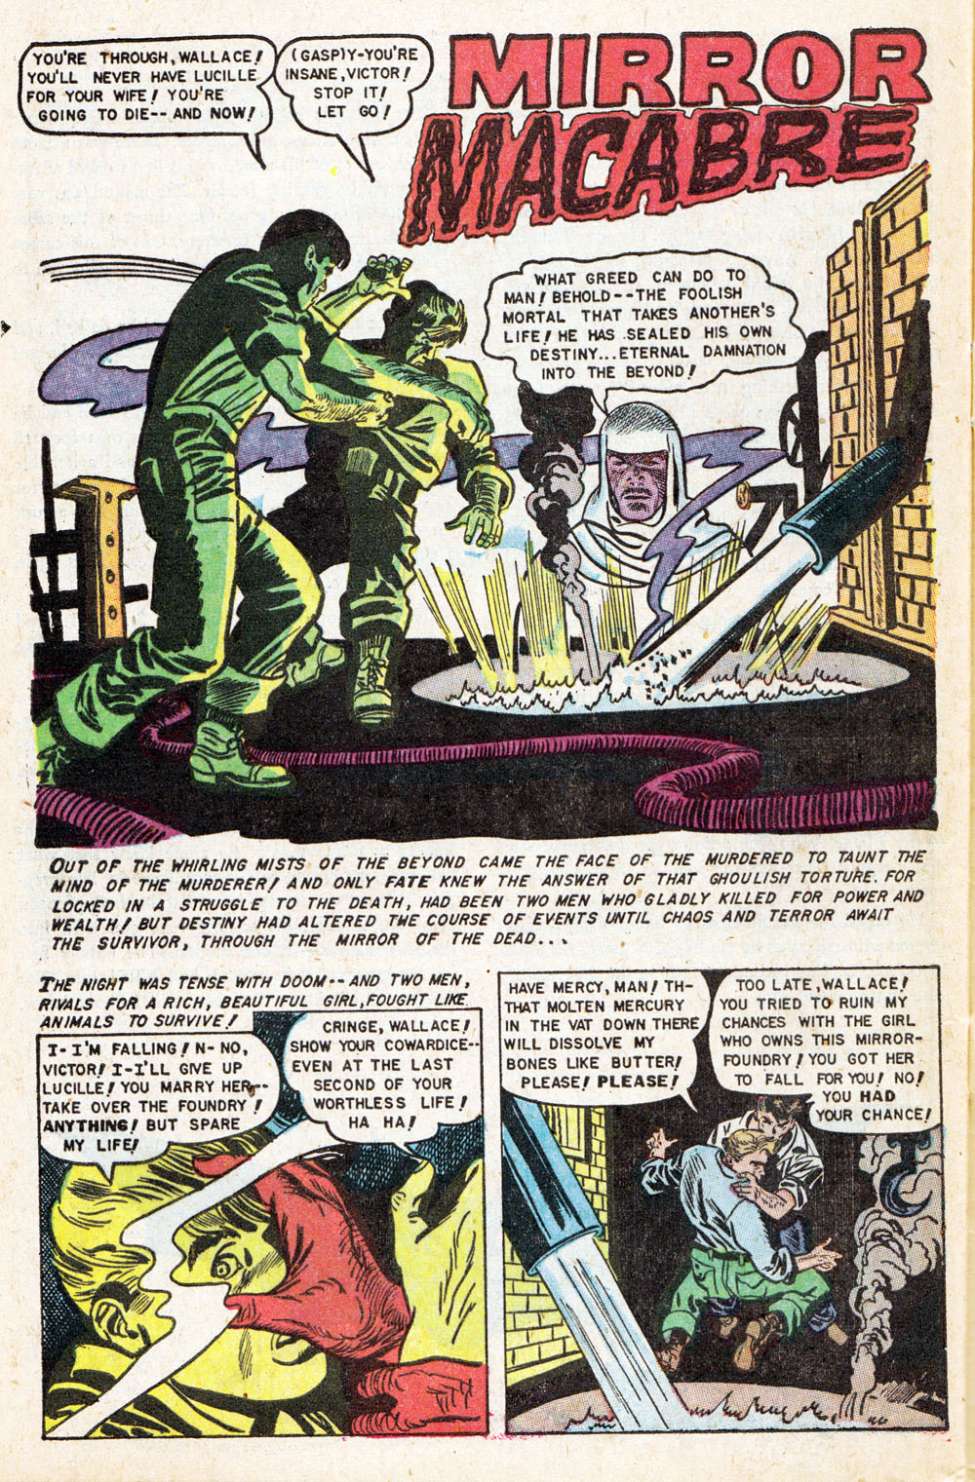 YOU'RE THROUGH, WALLACE!
YOU'LL NEVER HAVE LUCILLE
FOR YOUR WIFE! YOU'RE
GOING TO DIE-- AND NOW!
(GASP) Y-YOU'RE
INSANE, VICTOR!
STOP IT!
LET GO!
MIRROR
MACABRE
WHAT GREED CAN DO TO
MAN! BEHOLD--THE FOOLISH
MORTAL THAT TAKES ANOTHER'S
LIFE! HE HAS SEALED HIS OWN
DESTINY...ETERNAL DAMNATION
INTO THE BEYOND!
OUT OF THE WHIRLING MISTS OF THE BEYOND CAME THE FACE OF THE MURDERED TO TAUNT THE
MIND OF THE MURDERER! AND ONLY FATE KNEW THE ANSWER OF THAT GHOULISH TORTURE. FOR
LOCKED IN A STRUGGLE TO THE DEATH, HAD BEEN TWO MEN WHO GLADLY KILLED FOR POWER AND
WEALTH! BUT DESTINY HAD ALTERED THE COURSE OF EVENTS UNTIL CHAOS AND TERROR AWAIT
THE SURVIVOR, THROUGH THE MIRROR OF THE DEAD...
THE NIGHT WAS TENSE WITH DOOM--AND TWO MEN,
RIVALS FOR A RICH, BEAUTIFUL GIRL, FOUGHT LIKE
ANIMALS TO SURVIVE!
I-I'M FALLING! N-NO,
VICTOR! I-I'LL GIVE UP
LUCILLE! YOU MARRY HER--
TAKE OVER THE FOUNDRY!
ANYTHING! BUT SPARE
MY LIFE!
CRINGE, WALLACE!
SHOW YOUR COWARDICE--
EVEN AT THE LAST
SECOND OF YOUR
WORTHLESS LIFE!
HA HA!
HAVE MERCY, MAN! TH-
THAT MOLTEN MERCURY
IN THE VAT DOWN THERE
WILL DISSOLVE MY
BONES LIKE BUTTER!
PLEASE! PLEASE!
TOO LATE, WALLACE!
YOU TRIED TO RUIN MY
CHANCES WITH THE GIRL
WHO OWNS THIS MIRROR-
FOUNDRY! YOU GOT HER
TO FALL FOR YOU! NO!
YOU HAD
YOUR CHANCE!